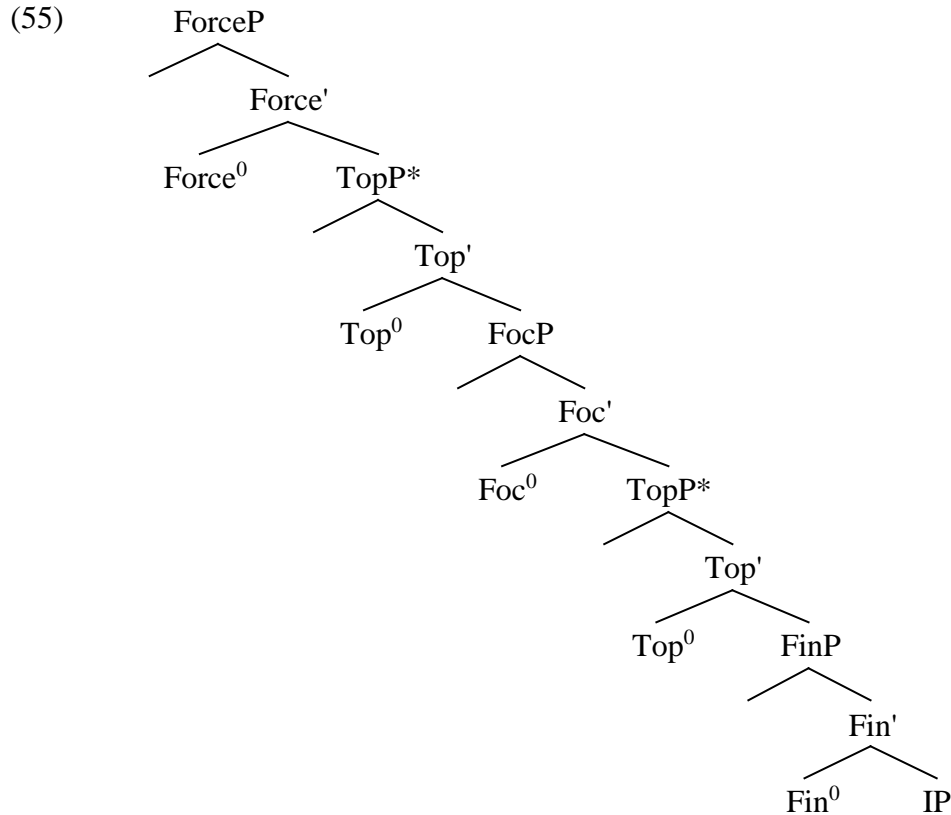 (55) ForceP
Force'
Force⁰ TopP*
Top'
Top⁰ FocP
Foc'
Foc⁰ TopP*
Top'
Top⁰ FinP
Fin'
Fin⁰ IP